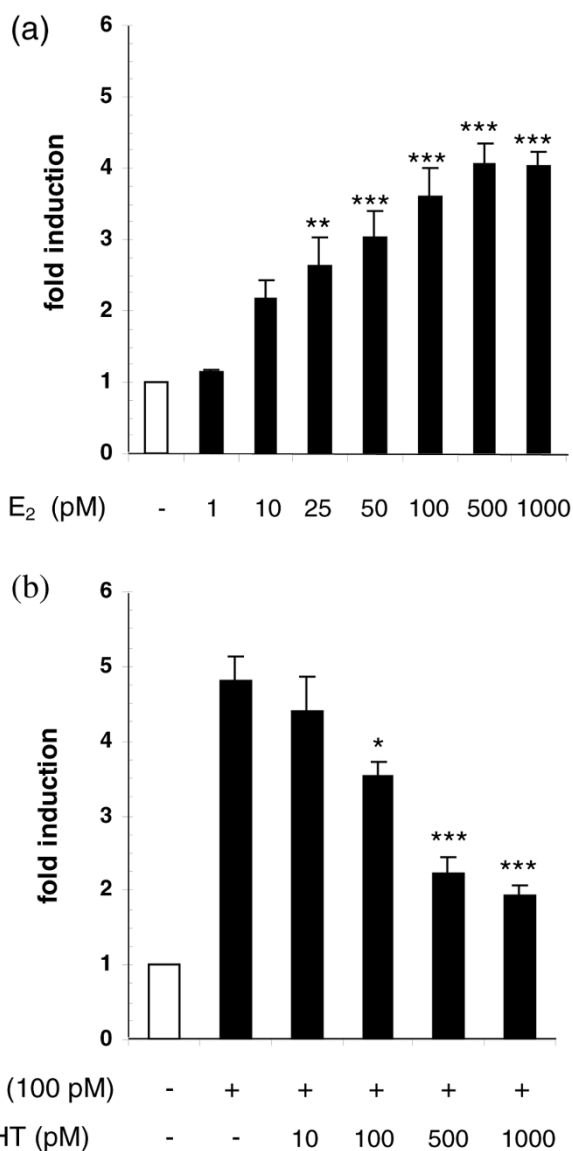 (a)
6
5
4
3
2
1
0
fold induction
** *** *** *** ***
E₂ (pM) - 1 10 25 50 100 500 1000
(b)
6
5
4
3
2
1
0
fold induction
* *** ***
(100 pM) - + + + + +
HT (pM) - - 10 100 500 1000